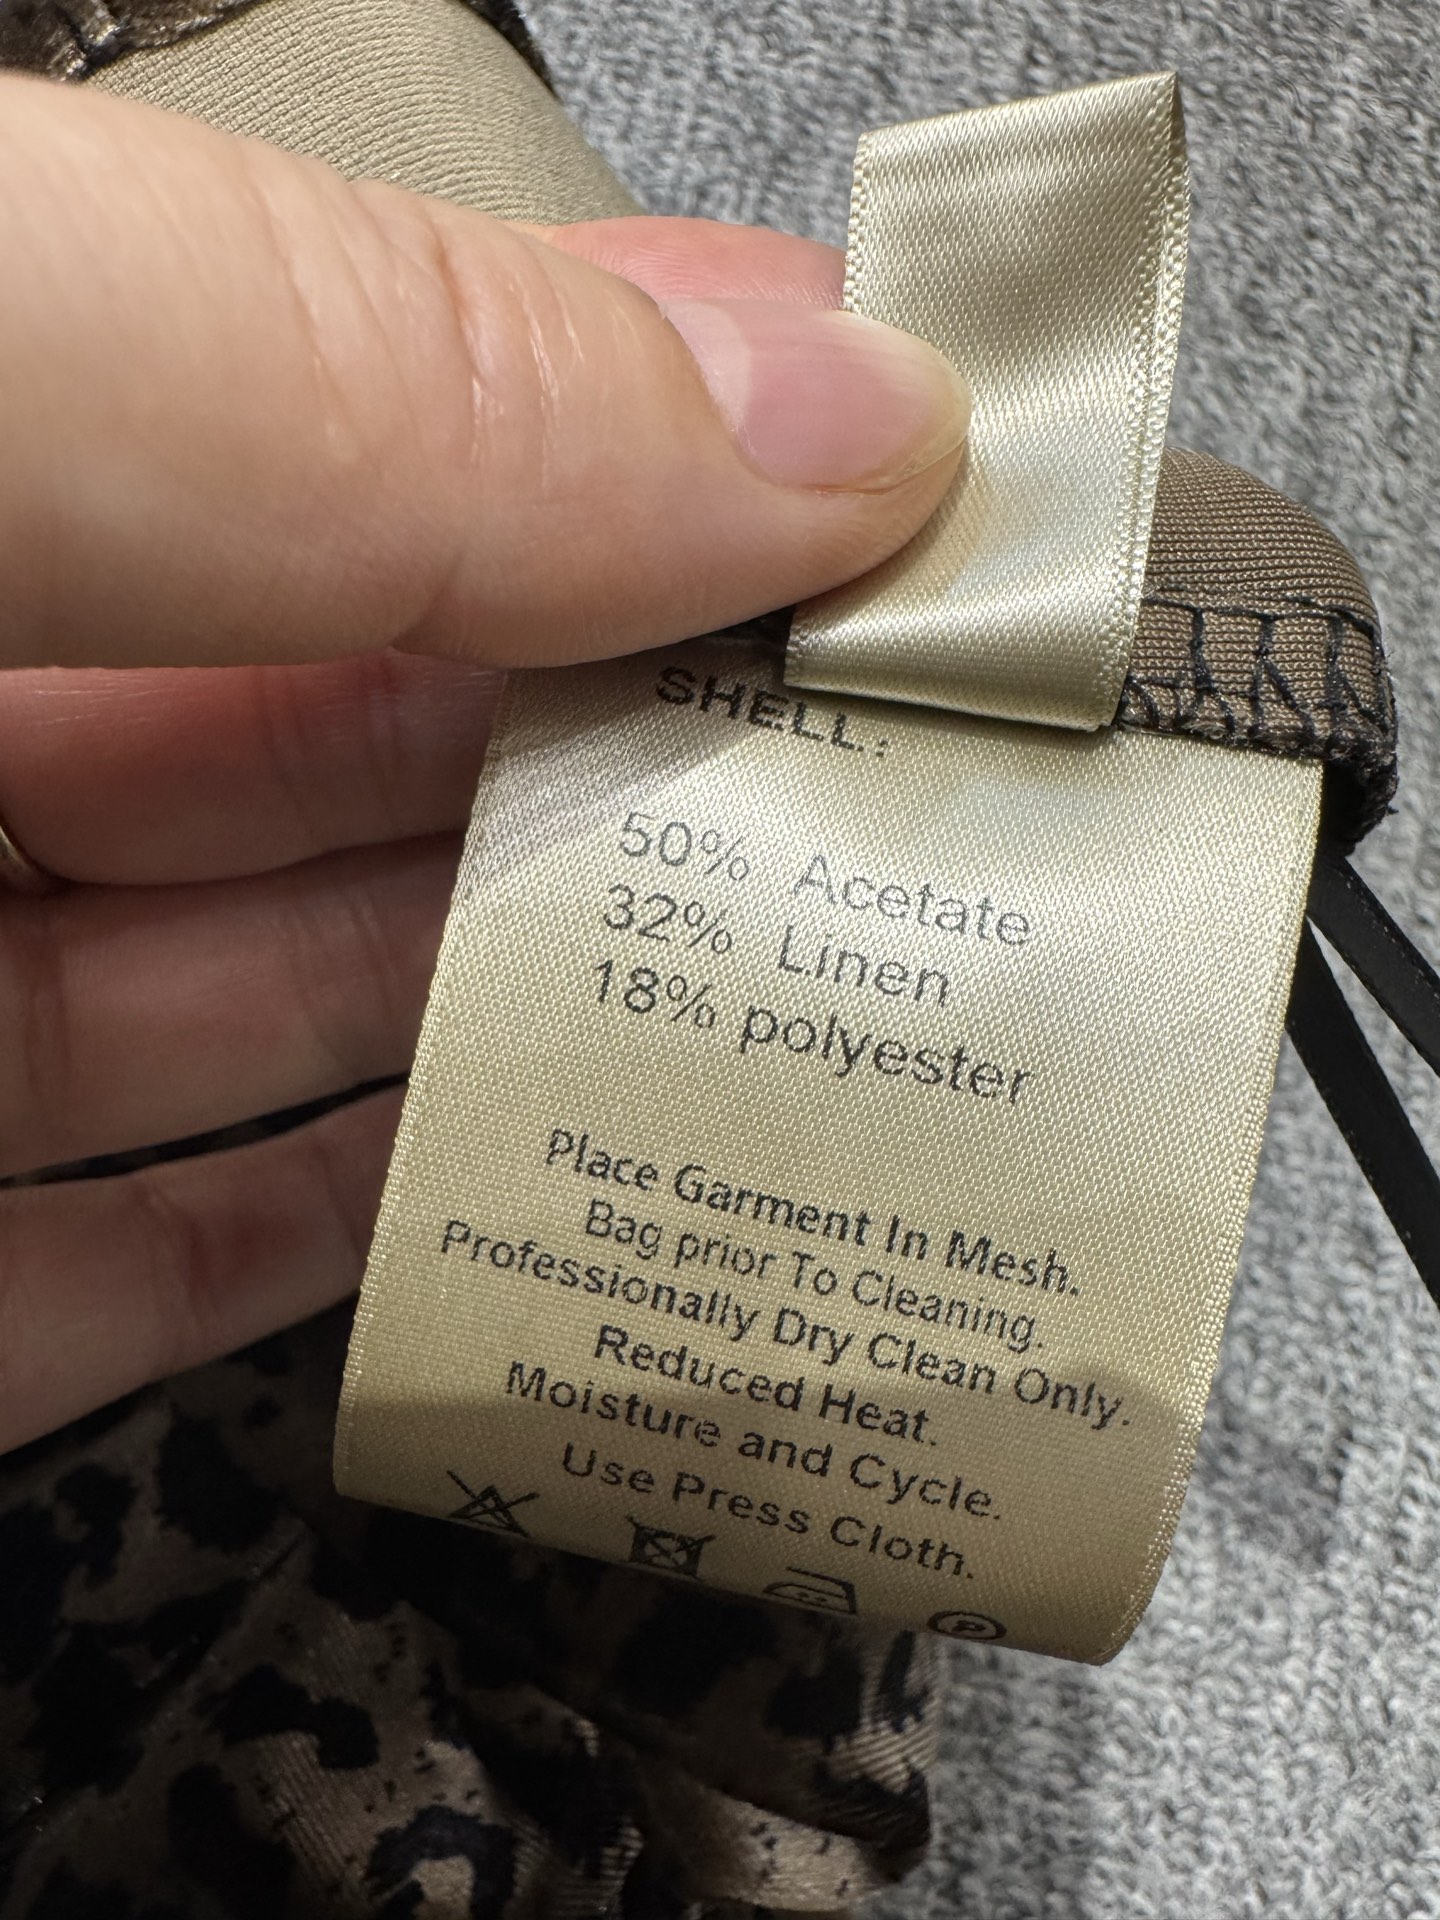 SHELL:
50% Acetate
32% Linen
18% polyester
Place Garment In Mesh.
Bag prior To Cleaning.
Professionally Dry Clean Only.
Reduced Heat.
Moisture and Cycle.
Use Press Cloth.
P